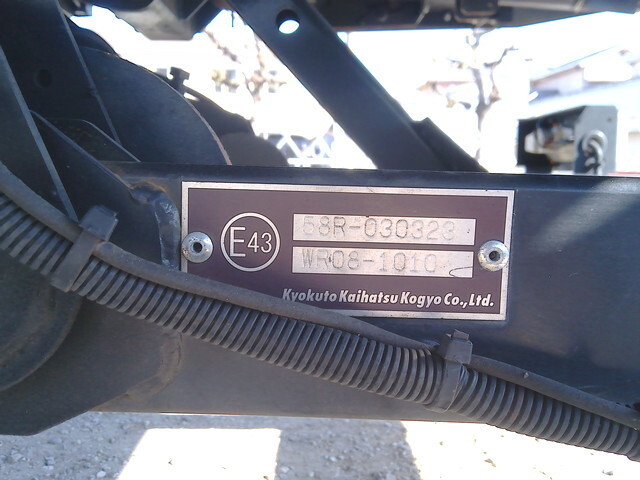 E43
58R-030323
WR08-1010
Kyokuto Kaihatsu Kogyo Co., Ltd.